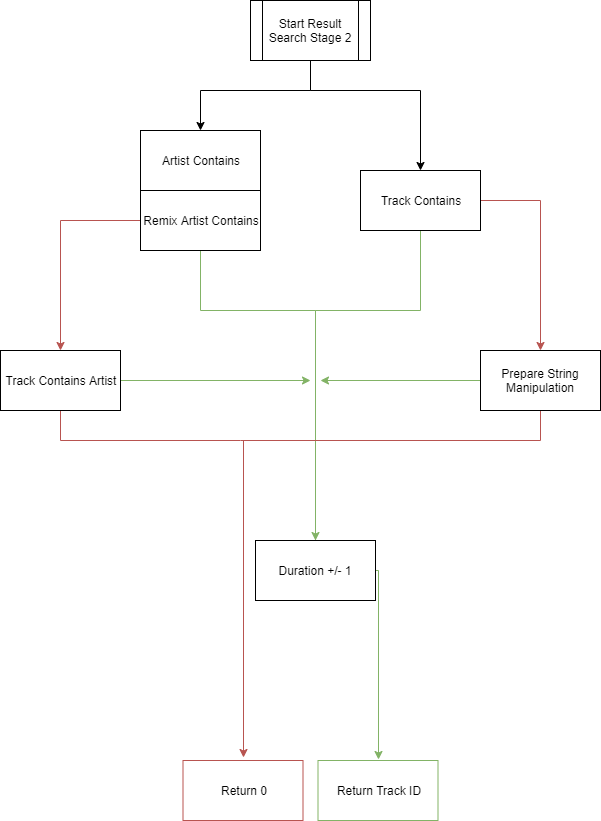 Start Result
Search Stage 2
Artist Contains
Track Contains
Remix Artist Contains
Track Contains Artist
Prepare String
Manipulation
Duration +/- 1
Return 0
Return Track ID